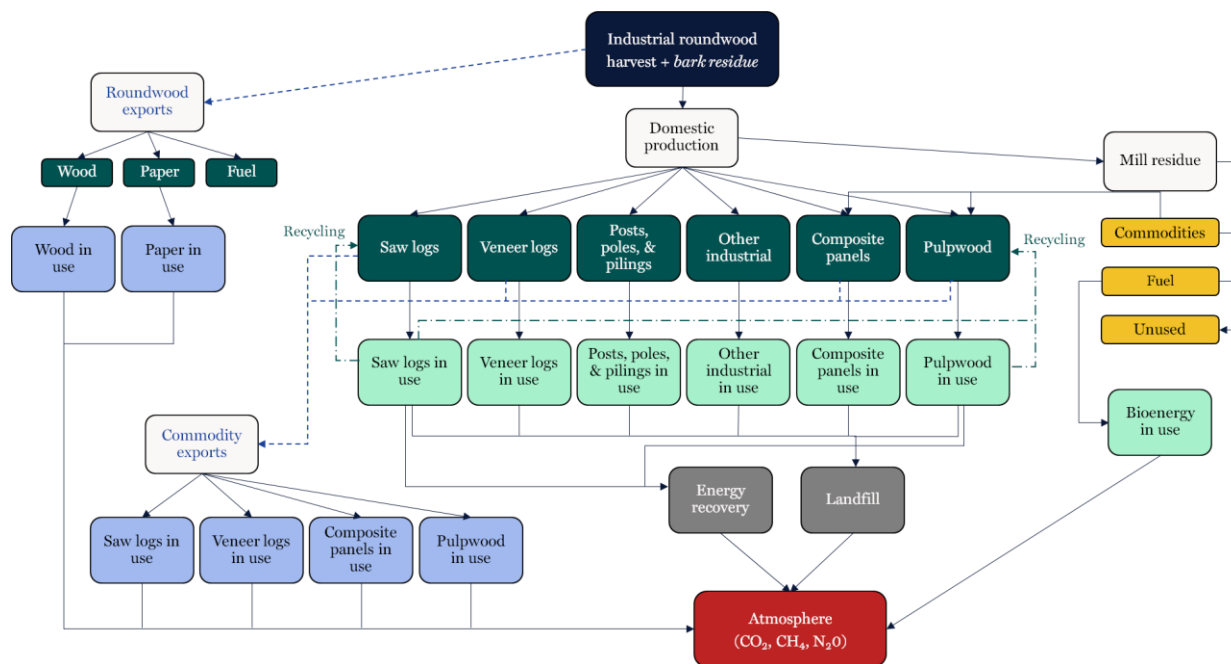 Industrial roundwood
harvest + bark residue
Roundwood
exports
Domestic
production
Mill residue
Wood
Paper
Fuel
Wood in
use
Paper in
use
Recycling
Saw logs
Veneer logs
Posts,
poles, &
pilings
Other
industrial
Composite
panels
Pulpwood
Recycling
Commodities
Fuel
Unused
Saw logs in
use
Veneer logs
in use
Posts, poles,
& pilings in
use
Other
industrial
in use
Composite
panels in use
Pulpwood
in use
Bioenergy
in use
Commodity
exports
Energy
recovery
Landfill
Saw logs in
use
Veneer logs
in use
Composite
panels in
use
Pulpwood
in use
Atmosphere
(CO₂, CH₄, N₂0)